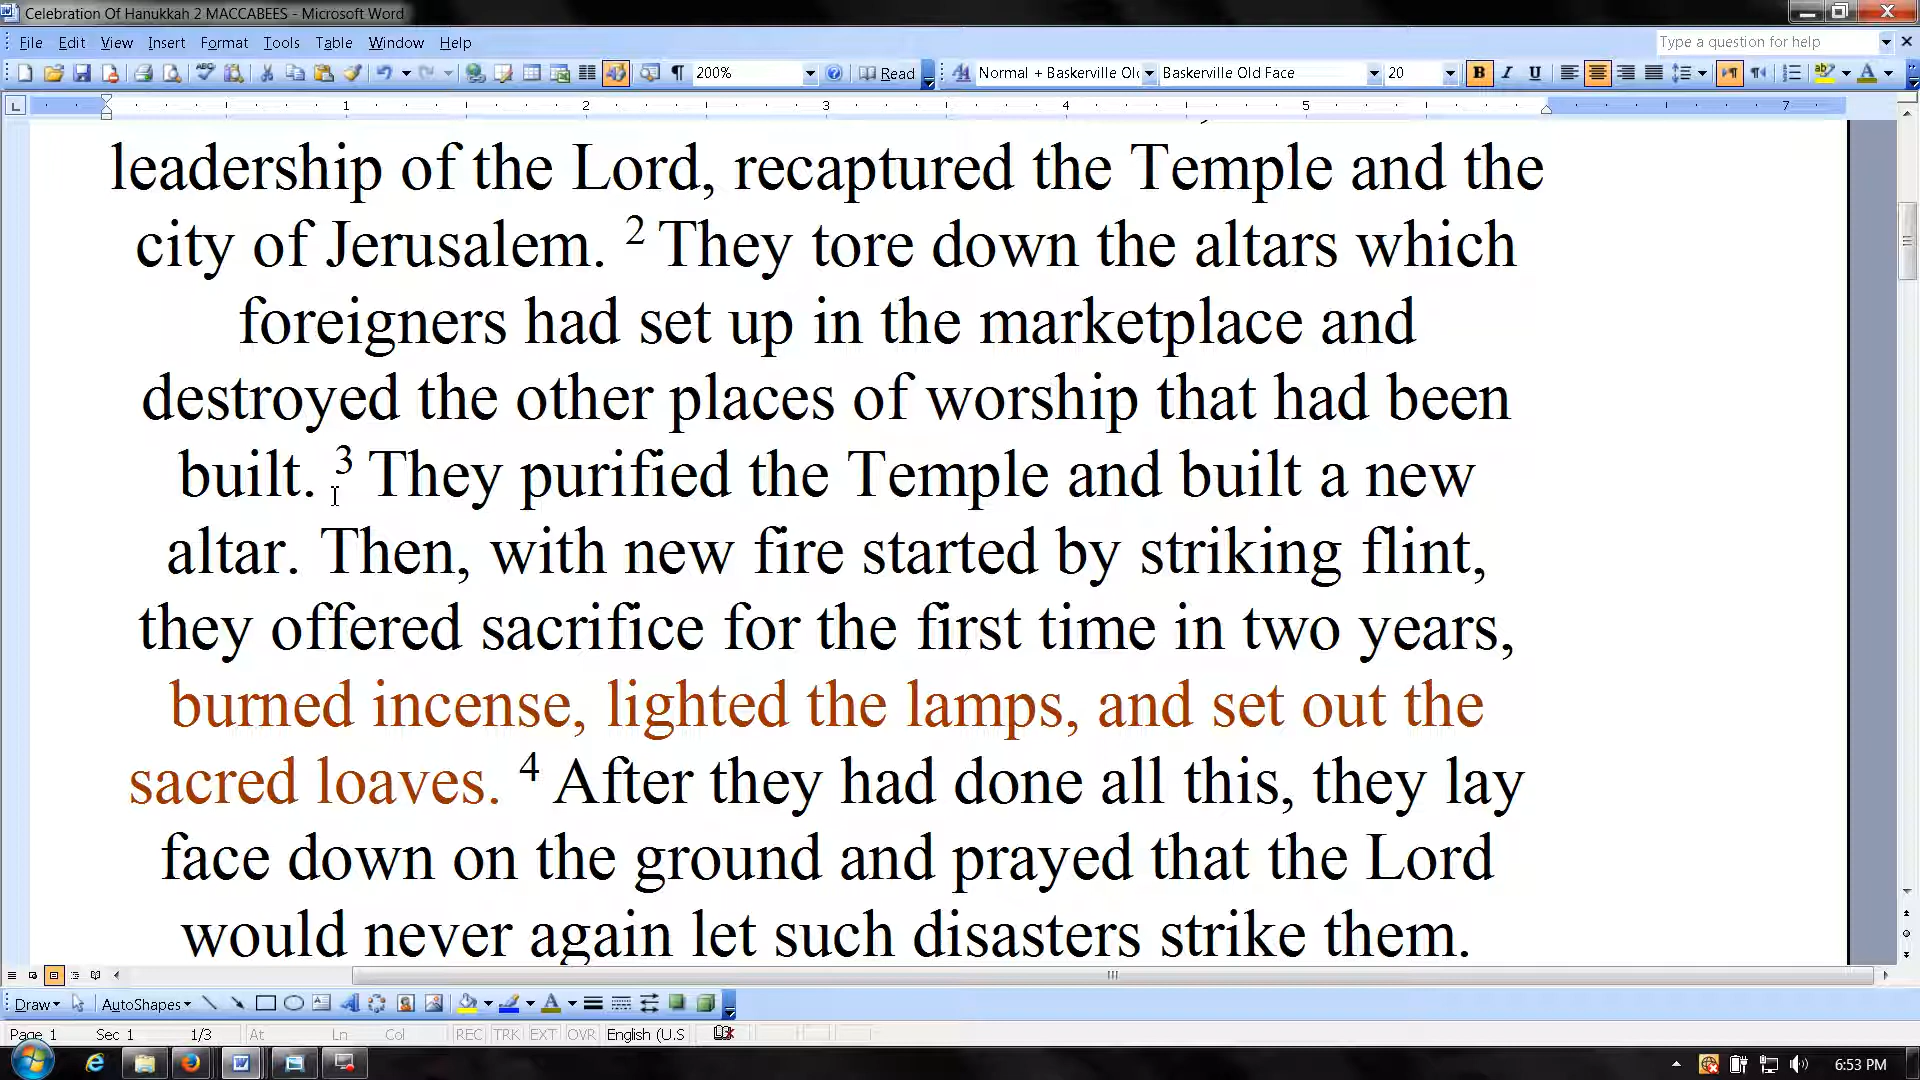 Celebration Of Hanukkah 2 MACCABEES - Microsoft Word
File Edit View Insert Format Tools Table Window Help Type a question for help
200% Read Normal + Baskerville Old Baskerville Old Face 20 B I U
1 2 3 4 5 7
leadership of the Lord, recaptured the Temple and the
city of Jerusalem. 2 They tore down the altars which
foreigners had set up in the marketplace and
destroyed the other places of worship that had been
built. 3 They purified the Temple and built a new
altar. Then, with new fire started by striking flint,
they offered sacrifice for the first time in two years,
burned incense, lighted the lamps, and set out the
sacred loaves. 4 After they had done all this, they lay
face down on the ground and prayed that the Lord
would never again let such disasters strike them.
Draw AutoShapes
Page 1 Sec 1 1/3 At Ln Col REC TRK EXT OVR English (U.S
6:53 PM